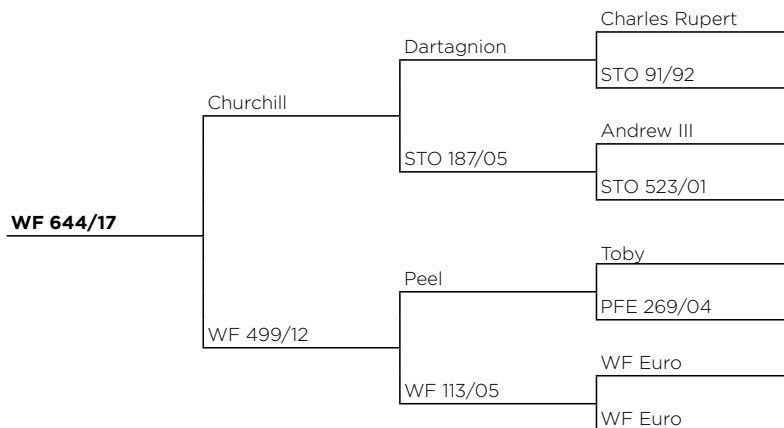 Charles Rupert
Dartagnion
STO 91/92
Churchill
Andrew III
STO 187/05
STO 523/01
WF 644/17
Toby
Peel
PFE 269/04
WF 499/12
WF Euro
WF 113/05
WF Euro